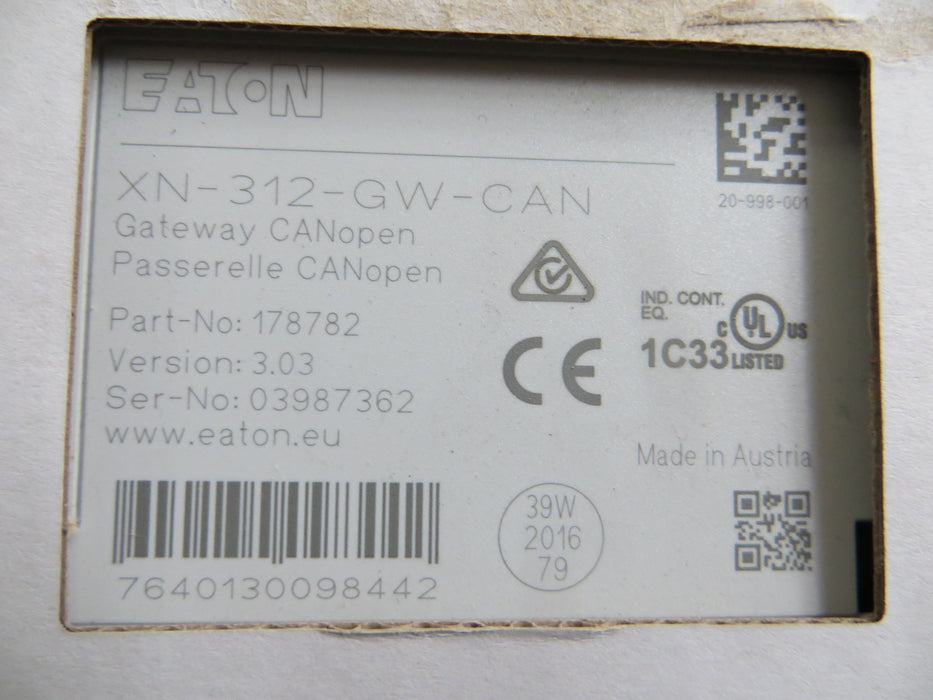 EATON
20-998-001
XN-312-GW-CAN
Gateway CANopen
Passerelle CANopen
Part-No: 178782
Version: 3.03
Ser-No: 03987362
www.eaton.eu
IND. CONT.
EQ.
c UL us
1C33 LISTED
CE
Made in Austria
39W
2016
79
7640130098442